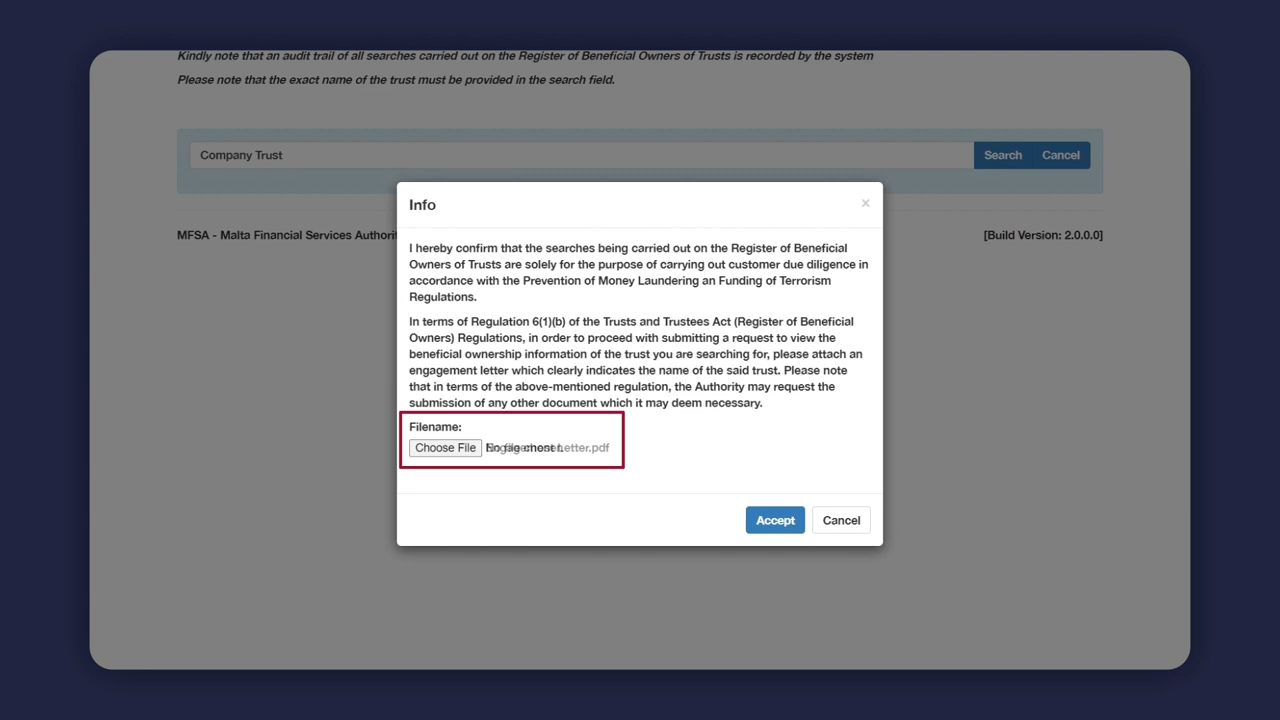 Kindly note that an audit trail of all searches carried out on the Register of Beneficial Owners of Trusts is recorded by the system
Please note that the exact name of the trust must be provided in the search field.
Company Trust
Search Cancel
Info ×
MFSA - Malta Financial Services Authorit [Build Version: 2.0.0.0]
I hereby confirm that the searches being carried out on the Register of Beneficial
Owners of Trusts are solely for the purpose of carrying out customer due diligence in
accordance with the Prevention of Money Laundering an Funding of Terrorism
Regulations.
In terms of Regulation 6(1)(b) of the Trusts and Trustees Act (Register of Beneficial
Owners) Regulations, in order to proceed with submitting a request to view the
beneficial ownership information of the trust you are searching for, please attach an
engagement letter which clearly indicates the name of the said trust. Please note
that in terms of the above-mentioned regulation, the Authority may request the
submission of any other document which it may deem necessary.
Filename:
Choose File No file chosen
Accept Cancel